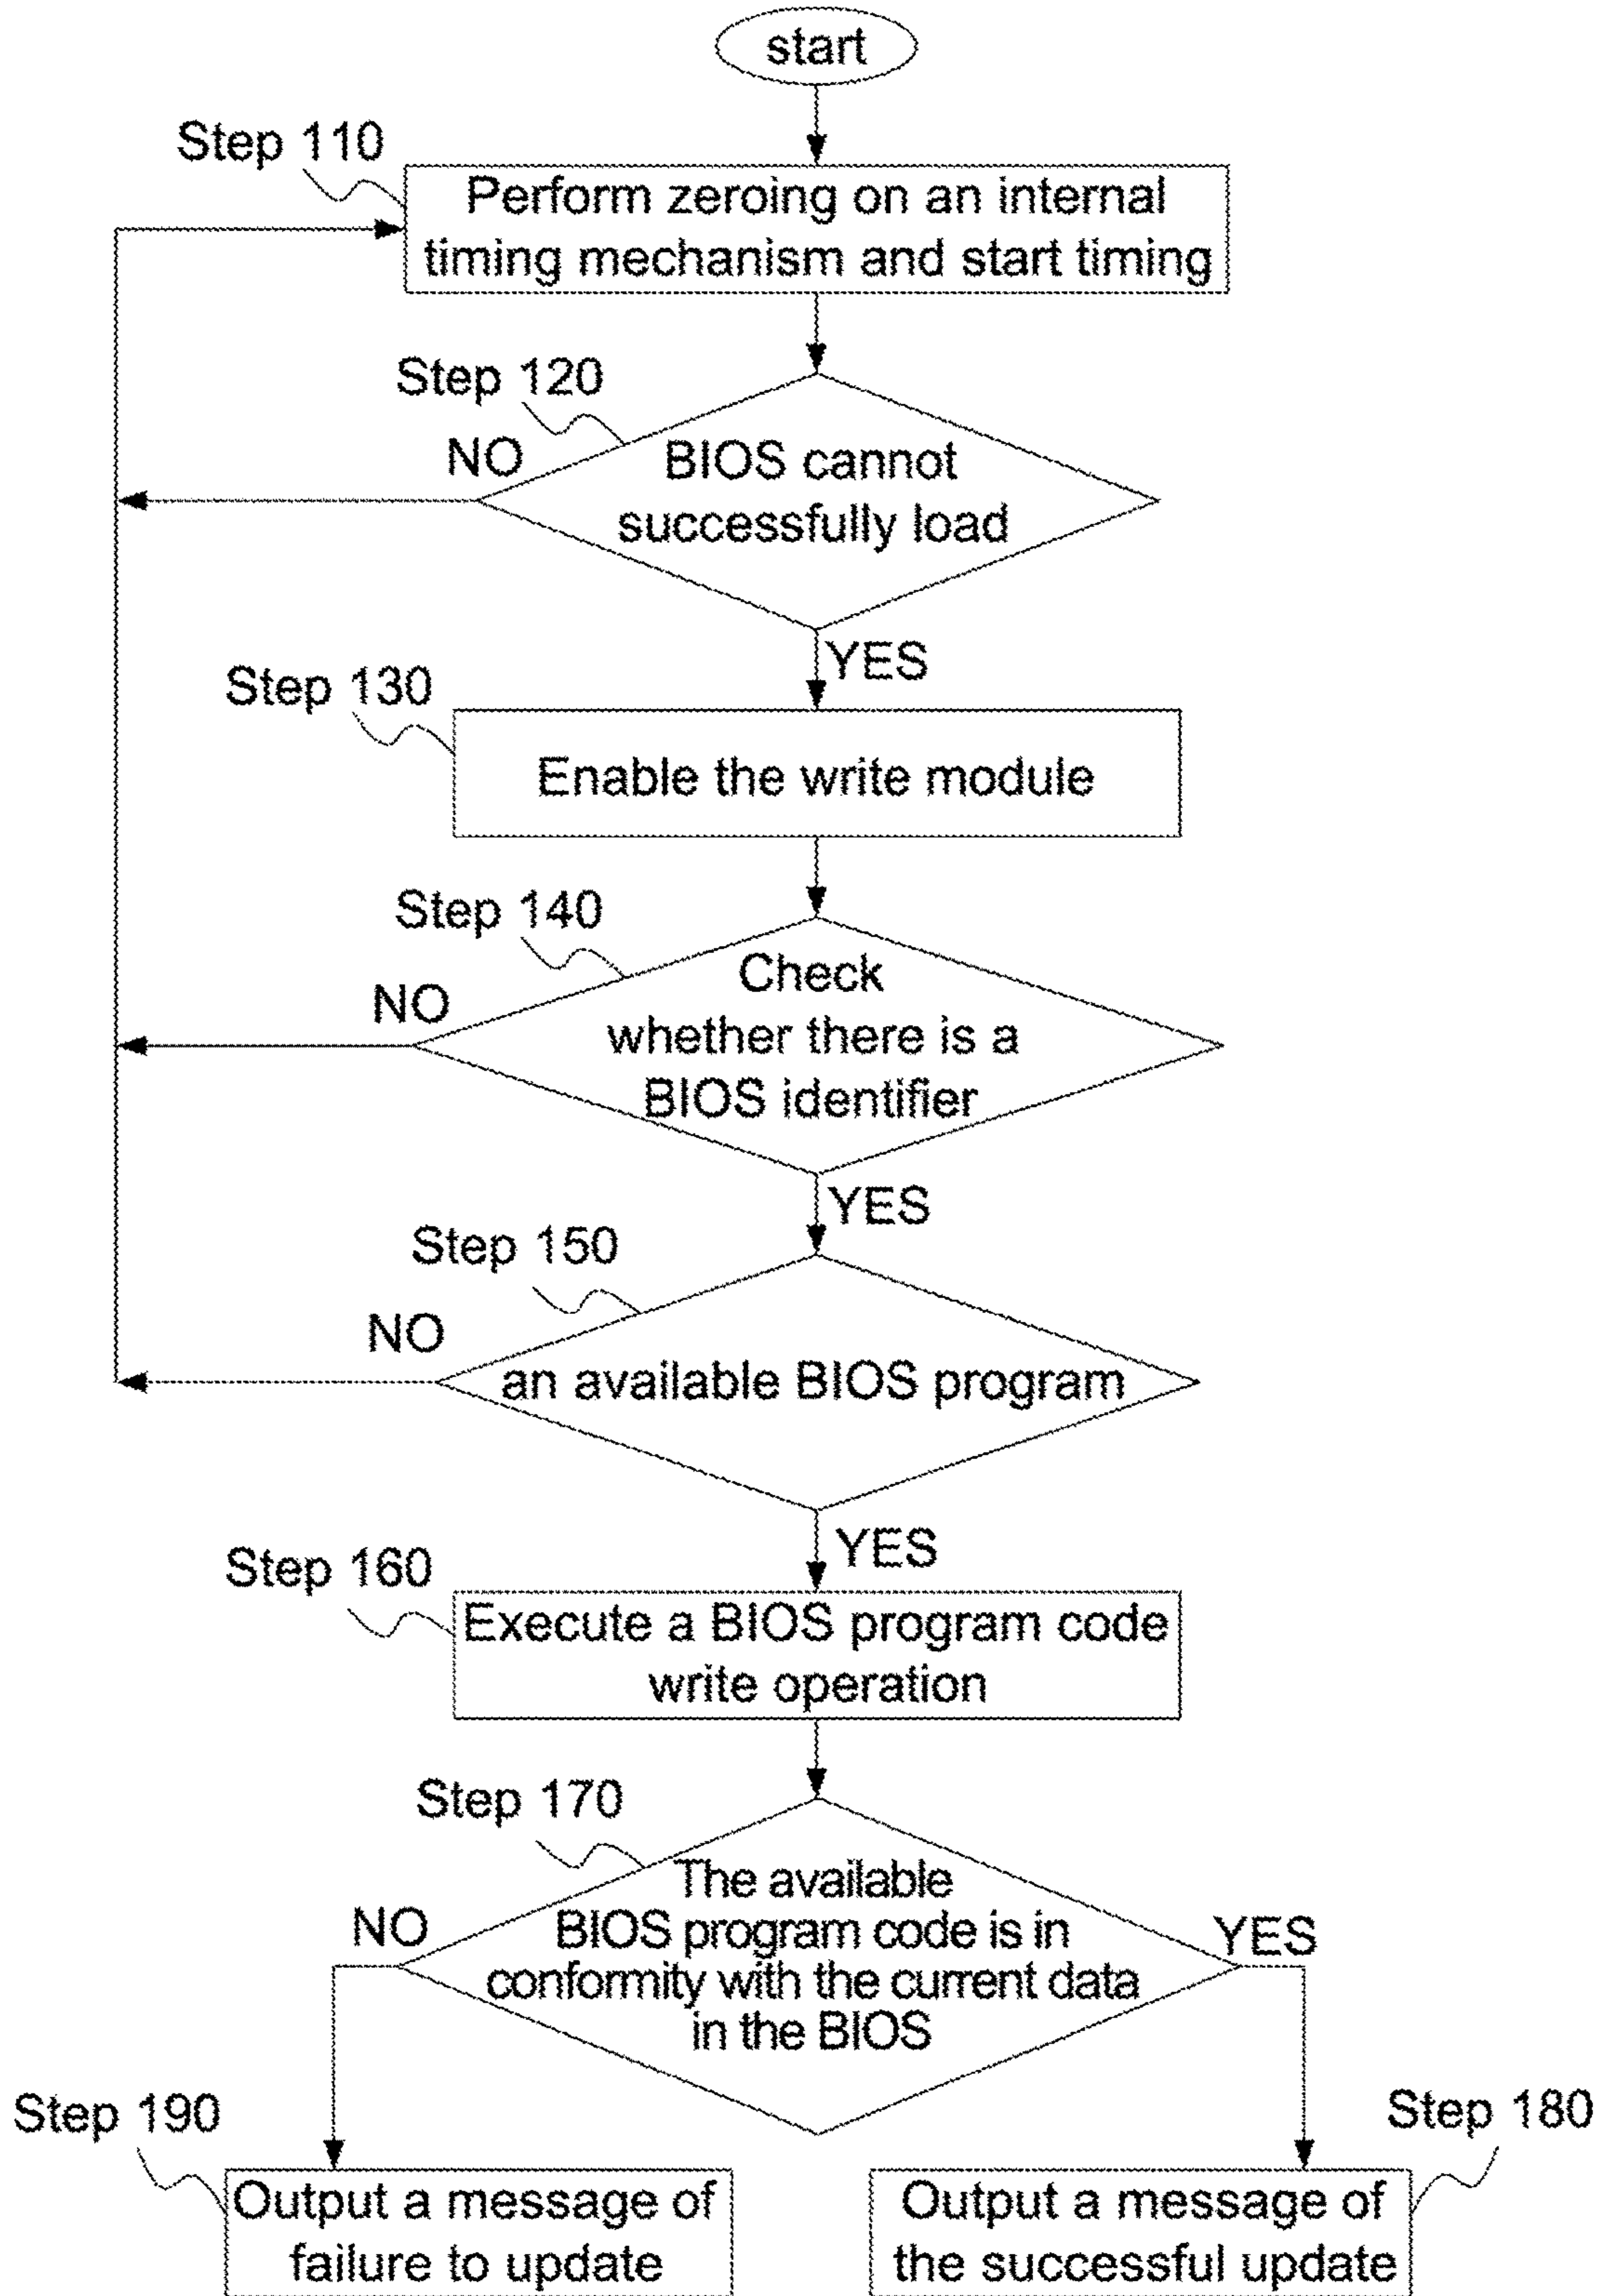 start
Step 110
Perform zeroing on an internal
timing mechanism and start timing
Step 120
NO
BIOS cannot
successfully load
YES
Step 130
Enable the write module
Step 140
NO
Check
whether there is a
BIOS identifier
YES
Step 150
NO
an available BIOS program
YES
Step 160
Execute a BIOS program code
write operation
Step 170
NO
The available
BIOS program code is in
conformity with the current data
in the BIOS
YES
Step 190
Output a message of
failure to update
Step 180
Output a message of
the successful update